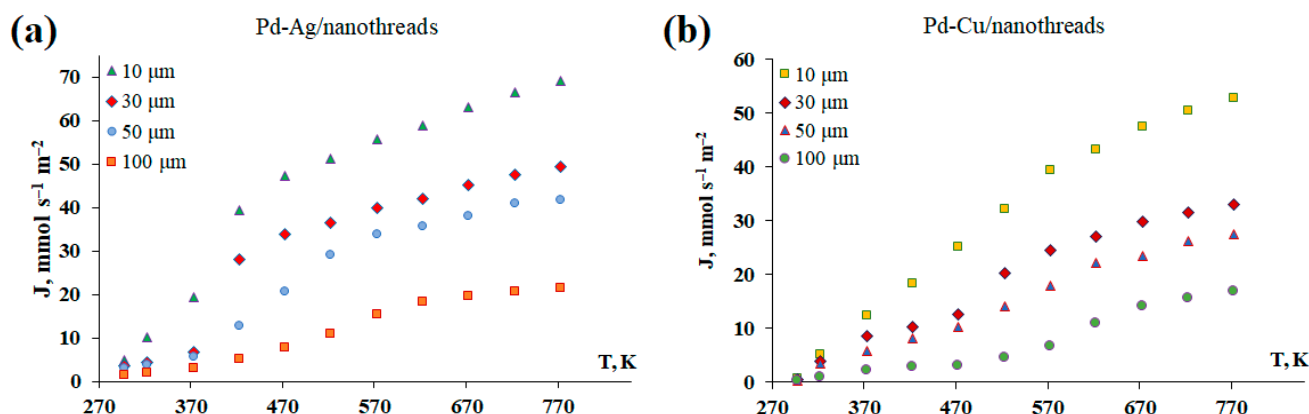 (a)
Pd-Ag/nanothreads
J, mmol s⁻¹ m⁻²
70
60
50
40
30
20
10
0
10 μm
30 μm
50 μm
100 μm
T, K
270 370 470 570 670 770
(b)
Pd-Cu/nanothreads
J, mmol s⁻¹ m⁻²
60
50
40
30
20
10
0
10 μm
30 μm
50 μm
100 μm
T, K
270 370 470 570 670 770